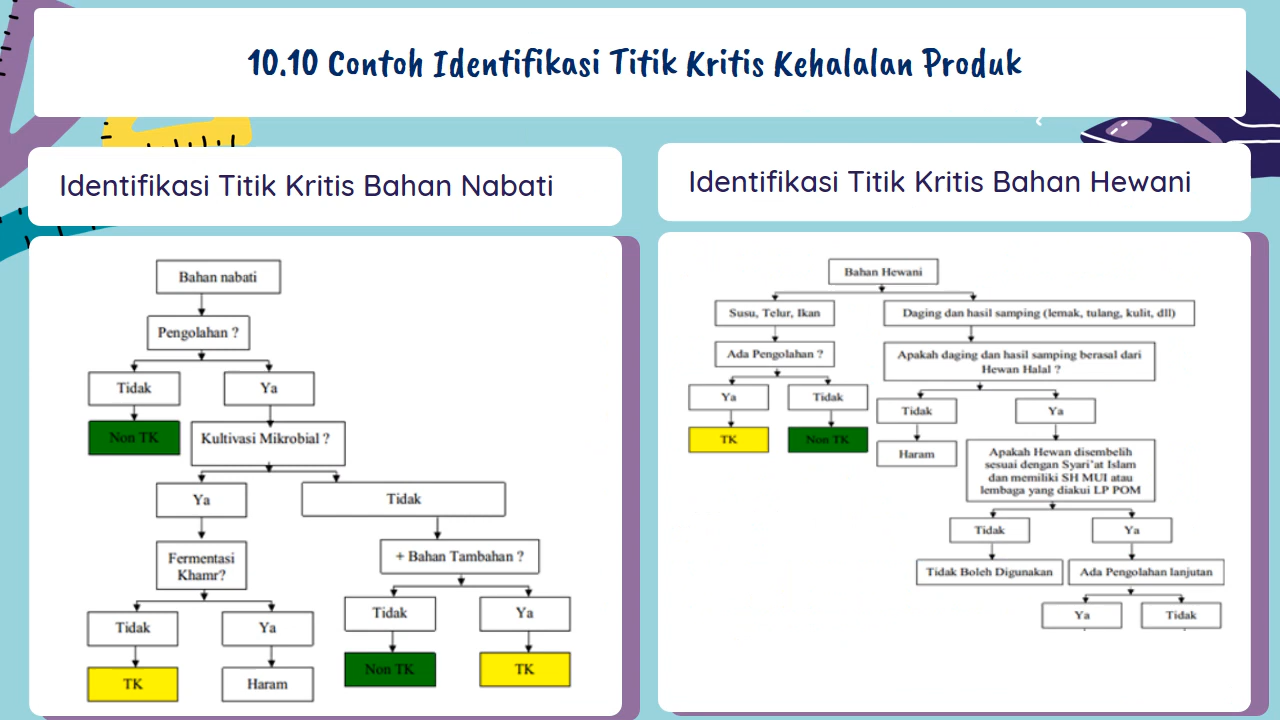 10.10 Contoh Identifikasi Titik Kritis Kehalalan Produk
Identifikasi Titik Kritis Bahan Nabati
Bahan nabati
Pengolahan ?
Tidak
Ya
Non TK
Kultivasi Mikrobial ?
Ya
Tidak
Fermentasi
Khamr?
+ Bahan Tambahan ?
Tidak
Ya
Tidak
Ya
TK
Haram
Non TK
TK
Identifikasi Titik Kritis Bahan Hewani
Bahan Hewani
Susu, Telur, Ikan
Daging dan hasil samping (lemak, tulang, kulit, dll)
Ada Pengolahan ?
Apakah daging dan hasil samping berasal dari
Hewan Halal ?
Ya
Tidak
Tidak
Ya
TK
Non TK
Haram
Apakah Hewan disembelih
sesuai dengan Syari'at Islam
dan memiliki SH MUI atau
lembaga yang diakui LP POM
Tidak
Ya
Tidak Boleh Digunakan
Ada Pengolahan lanjutan
Ya
Tidak